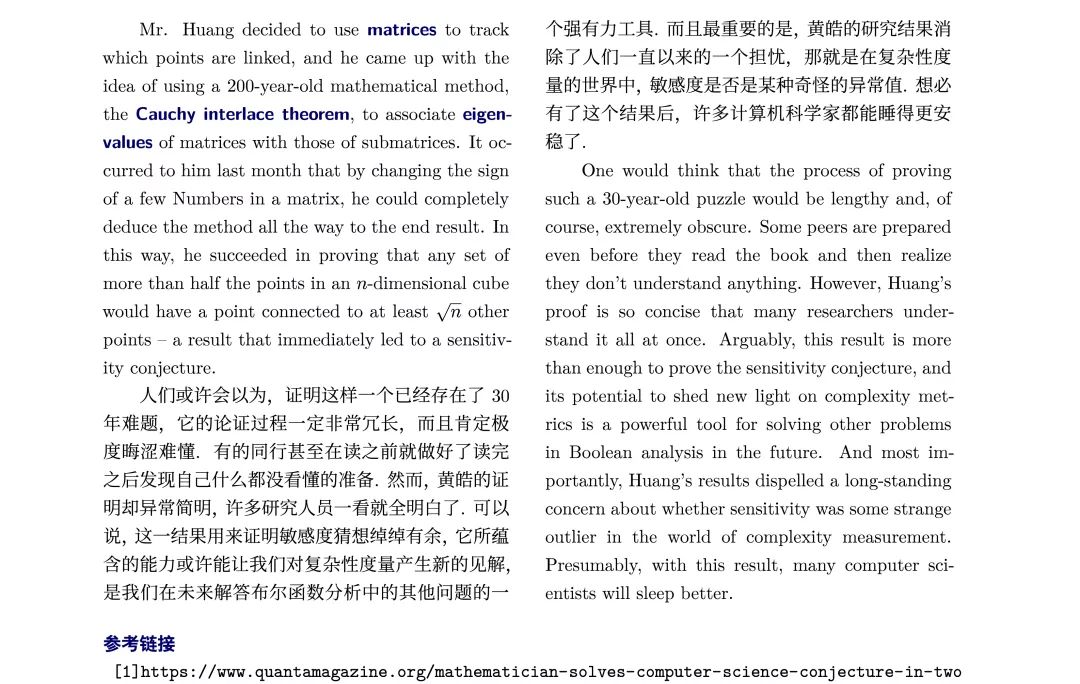 Mr. Huang decided to use matrices to track
which points are linked, and he came up with the
idea of using a 200-year-old mathematical method,
the Cauchy interlace theorem, to associate eigen-
values of matrices with those of submatrices. It oc-
curred to him last month that by changing the sign
of a few Numbers in a matrix, he could completely
deduce the method all the way to the end result. In
this way, he succeeded in proving that any set of
more than half the points in an n-dimensional cube
would have a point connected to at least √n other
points – a result that immediately led to a sensitiv-
ity conjecture.
人们或许会以为, 证明这样一个已经存在了 30
年难题, 它的论证过程一定非常冗长, 而且肯定极
度晦涩难懂. 有的同行甚至在读之前就做好了读完
之后发现自己什么都没看懂的准备. 然而, 黄皓的证
明却异常简明, 许多研究人员一看就全明白了. 可以
说, 这一结果用来证明敏感度猜想绰绰有余, 它所蕴
含的能力或许能让我们对复杂性度量产生新的见解,
是我们在未来解答布尔函数分析中的其他问题的一
个强有力工具. 而且最重要的是, 黄皓的研究结果消
除了人们一直以来的一个担忧, 那就是在复杂性度
量的世界中, 敏感度是否是某种奇怪的异常值. 想必
有了这个结果后, 许多计算机科学家都能睡得更安
稳了.
One would think that the process of proving
such a 30-year-old puzzle would be lengthy and, of
course, extremely obscure. Some peers are prepared
even before they read the book and then realize
they don't understand anything. However, Huang's
proof is so concise that many researchers under-
stand it all at once. Arguably, this result is more
than enough to prove the sensitivity conjecture, and
its potential to shed new light on complexity met-
rics is a powerful tool for solving other problems
in Boolean analysis in the future. And most im-
portantly, Huang's results dispelled a long-standing
concern about whether sensitivity was some strange
outlier in the world of complexity measurement.
Presumably, with this result, many computer sci-
entists will sleep better.
参考链接
[1]https://www.quantamagazine.org/mathematician-solves-computer-science-conjecture-in-two